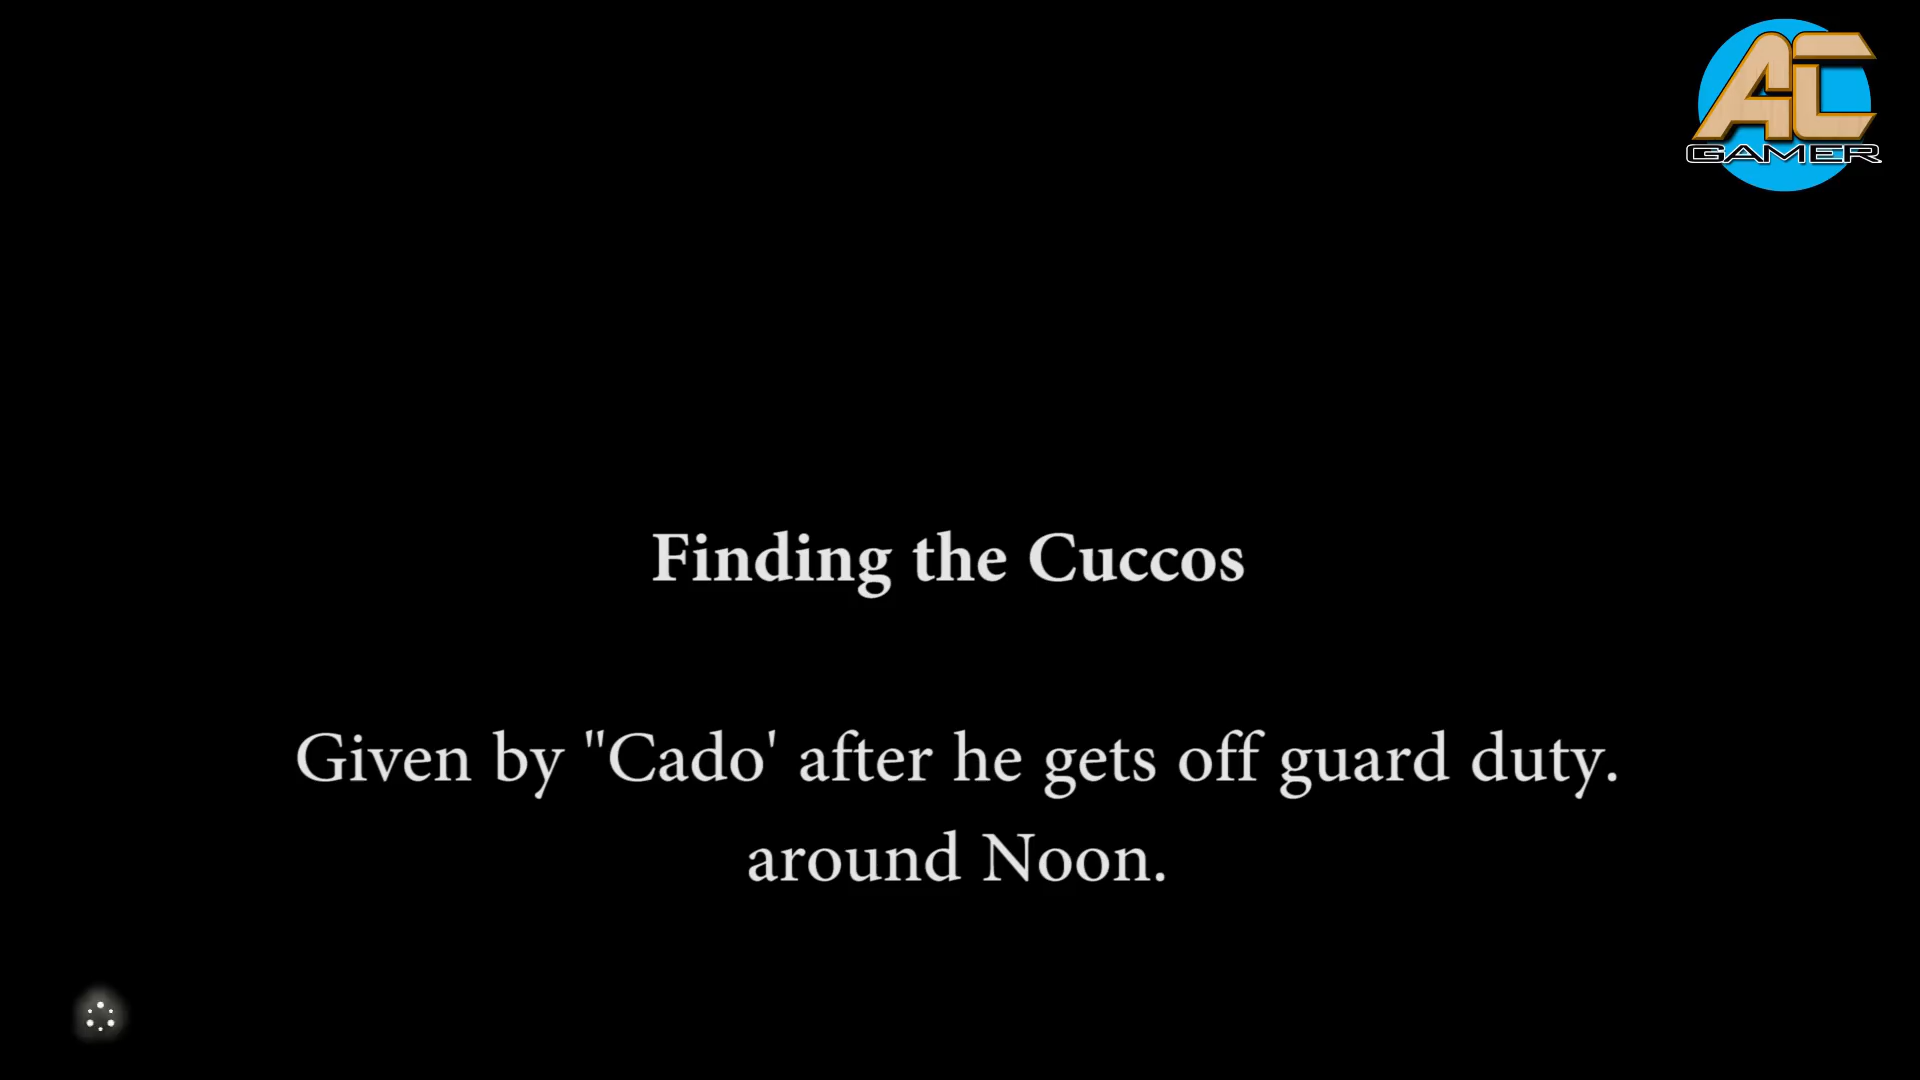 AC
GAMER
Finding the Cuccos
Given by "Cado' after he gets off guard duty.
around Noon.